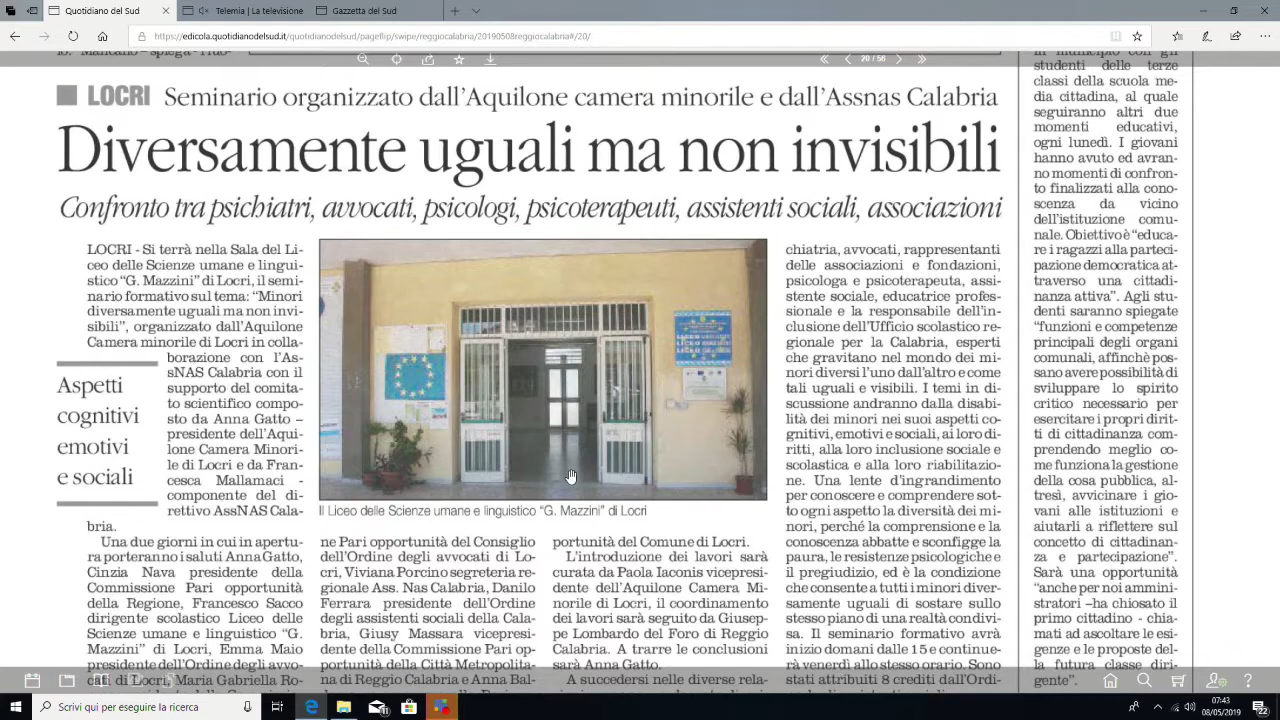 Quotidiano del Sud
Guida Tv - La televisione
Gazzetta del Sud
https://edicola.quotidianodelsud.it/quotidianodelsud/pageflip/swipe/reggiocalabria/20190508reggiocalabria#/20/
20 / 56
LOCRI Seminario organizzato dall'Aquilone camera minorile e dall'Assnas Calabria
Diversamente uguali ma non invisibili
Confronto tra psichiatri, avvocati, psicologi, psicoterapeuti, assistenti sociali, associazioni
LOCRI - Si terrà nella Sala del Li-
ceo delle Scienze umane e lingui-
stico “G. Mazzini” di Locri, il semi-
nario formativo sul tema: “Minori
diversamente uguali ma non invi-
sibili”, organizzato dall'Aquilone
Camera minorile di Locri in colla-
borazione con l'As-
sNAS Calabria con il
supporto del comita-
to scientifico compo-
sto da Anna Gatto –
presidente dell'Aqui-
lone Camera Minori-
le di Locri e da Fran-
cesca Mallamaci -
componente del di-
rettivo AssNAS Cala-
bria.
Aspetti
cognitivi
emotivi
e sociali
Una due giorni in cui in apertu-
ra porteranno i saluti Anna Gatto,
Cinzia Nava presidente della
Commissione Pari opportunità
della Regione, Francesco Sacco
dirigente scolastico Liceo delle
Scienze umane e linguistico “G.
Mazzini” di Locri, Emma Maio
presidente dell'Ordine degli avvo-
cati di Locri, Maria Gabriella Ro-
Il Liceo delle Scienze umane e linguistico “G. Mazzini” di Locri
ne Pari opportunità del Consiglio
dell'Ordine degli avvocati di Lo-
cri, Viviana Porcino segreteria re-
gionale Ass. Nas Calabria, Danilo
Ferrara presidente dell'Ordine
degli assistenti sociali della Cala-
bria, Giusy Massara vicepresi-
dente della Commissione Pari op-
portunità della Città Metropolita-
na di Reggio Calabria e Anna Bal-
portunità del Comune di Locri.
L'introduzione dei lavori sarà
curata da Paola Iaconis vicepresi-
dente dell'Aquilone Camera Mi-
norile di Locri, il coordinamento
dei lavori sarà seguito da Giusep-
pe Lombardo del Foro di Reggio
Calabria. A trarre le conclusioni
sarà Anna Gatto.
A succedersi nelle diverse rela-
chiatria, avvocati, rappresentanti
delle associazioni e fondazioni,
psicologa e psicoterapeuta, assi-
stente sociale, educatrice profes-
sionale e la responsabile dell'in-
clusione dell'Ufficio scolastico re-
gionale per la Calabria, esperti
che gravitano nel mondo dei mi-
nori diversi l'uno dall'altro e come
tali uguali e visibili. I temi in di-
scussione andranno dalla disabi-
lità dei minori nei suoi aspetti co-
gnitivi, emotivi e sociali, ai loro di-
ritti, alla loro inclusione sociale e
scolastica e alla loro riabilitazio-
ne. Una lente d'ingrandimento
per conoscere e comprendere sot-
to ogni aspetto la diversità dei mi-
nori, perché la comprensione e la
conoscenza abbatte e sconfigge la
paura, le resistenze psicologiche e
il pregiudizio, ed è la condizione
che consente a tutti i minori diver-
samente uguali di sostare sullo
stesso piano di una realtà condivi-
sa. Il seminario formativo avrà
inizio domani dalle 15 e continue-
rà venerdì allo stesso orario. Sono
stati attribuiti 8 crediti dall'Ordi-
in municipio con gli
studenti delle terze
classi della scuola me-
dia cittadina, al quale
seguiranno altri due
momenti educativi,
ogni lunedì. I giovani
hanno avuto ed avran-
no momenti di confron-
to finalizzati alla cono-
scenza da vicino
dell'istituzione comu-
nale. Obiettivo è “educa-
re i ragazzi alla parteci-
pazione democratica at-
traverso una cittadi-
nanza attiva”. Agli stu-
denti saranno spiegate
“funzioni e competenze
principali degli organi
comunali, affinchè pos-
sano avere possibilità di
sviluppare lo spirito
critico necessario per
esercitare i propri dirit-
ti di cittadinanza com-
prendendo meglio co-
me funziona la gestione
della cosa pubblica, al-
tresì, avvicinare i gio-
vani alle istituzioni e
aiutarli a riflettere sul
concetto di cittadinan-
za e partecipazione”.
Sarà una opportunità
“anche per noi ammini-
stratori –ha chiosato il
primo cittadino - chia-
mati ad ascoltare le esi-
genze e le proposte del-
la futura classe diri-
gente”.
Scrivi qui per eseguire la ricerca
07:43
08/05/2019